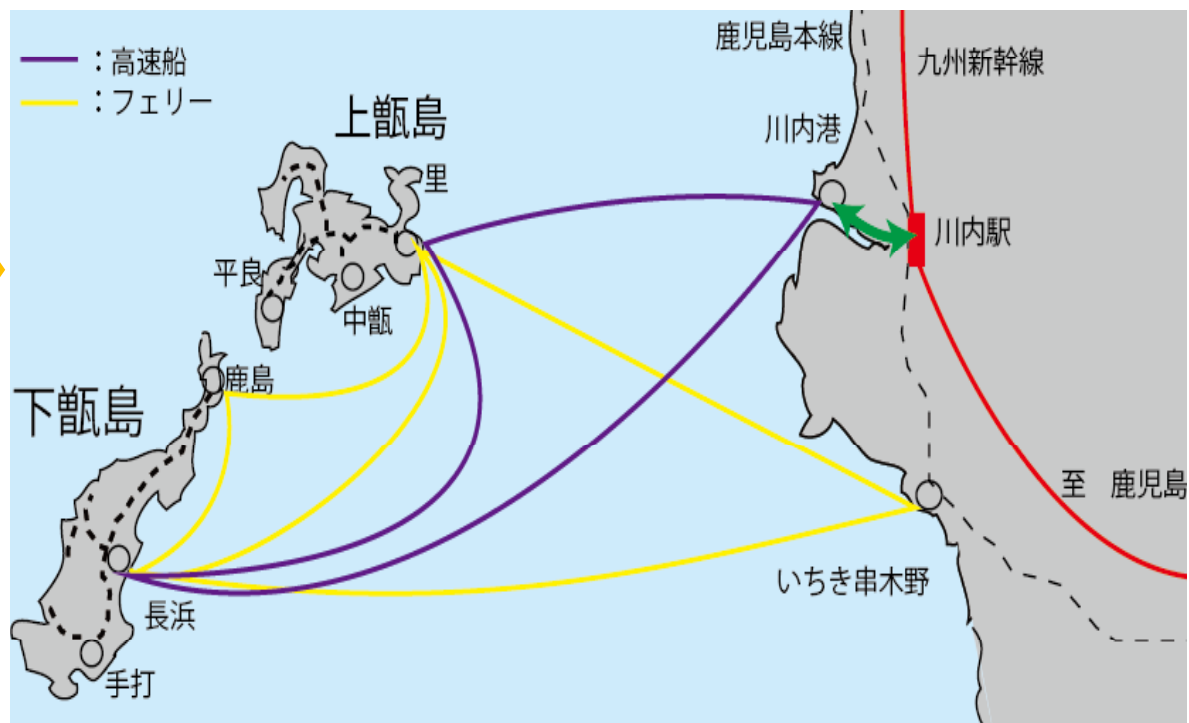 ：高速船
：フェリー
鹿児島本線
九州新幹線
上甑島
川内港
里
川内駅
平良
中甑
鹿島
下甑島
至　鹿児島
いちき串木野
長浜
手打